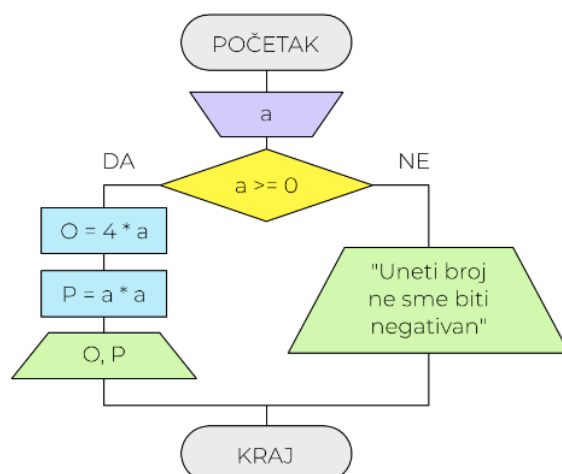 POČETAK
a
DA
NE
a >= 0
O = 4 * a
P = a * a
O, P
"Uneti broj
ne sme biti
negativan"
KRAJ